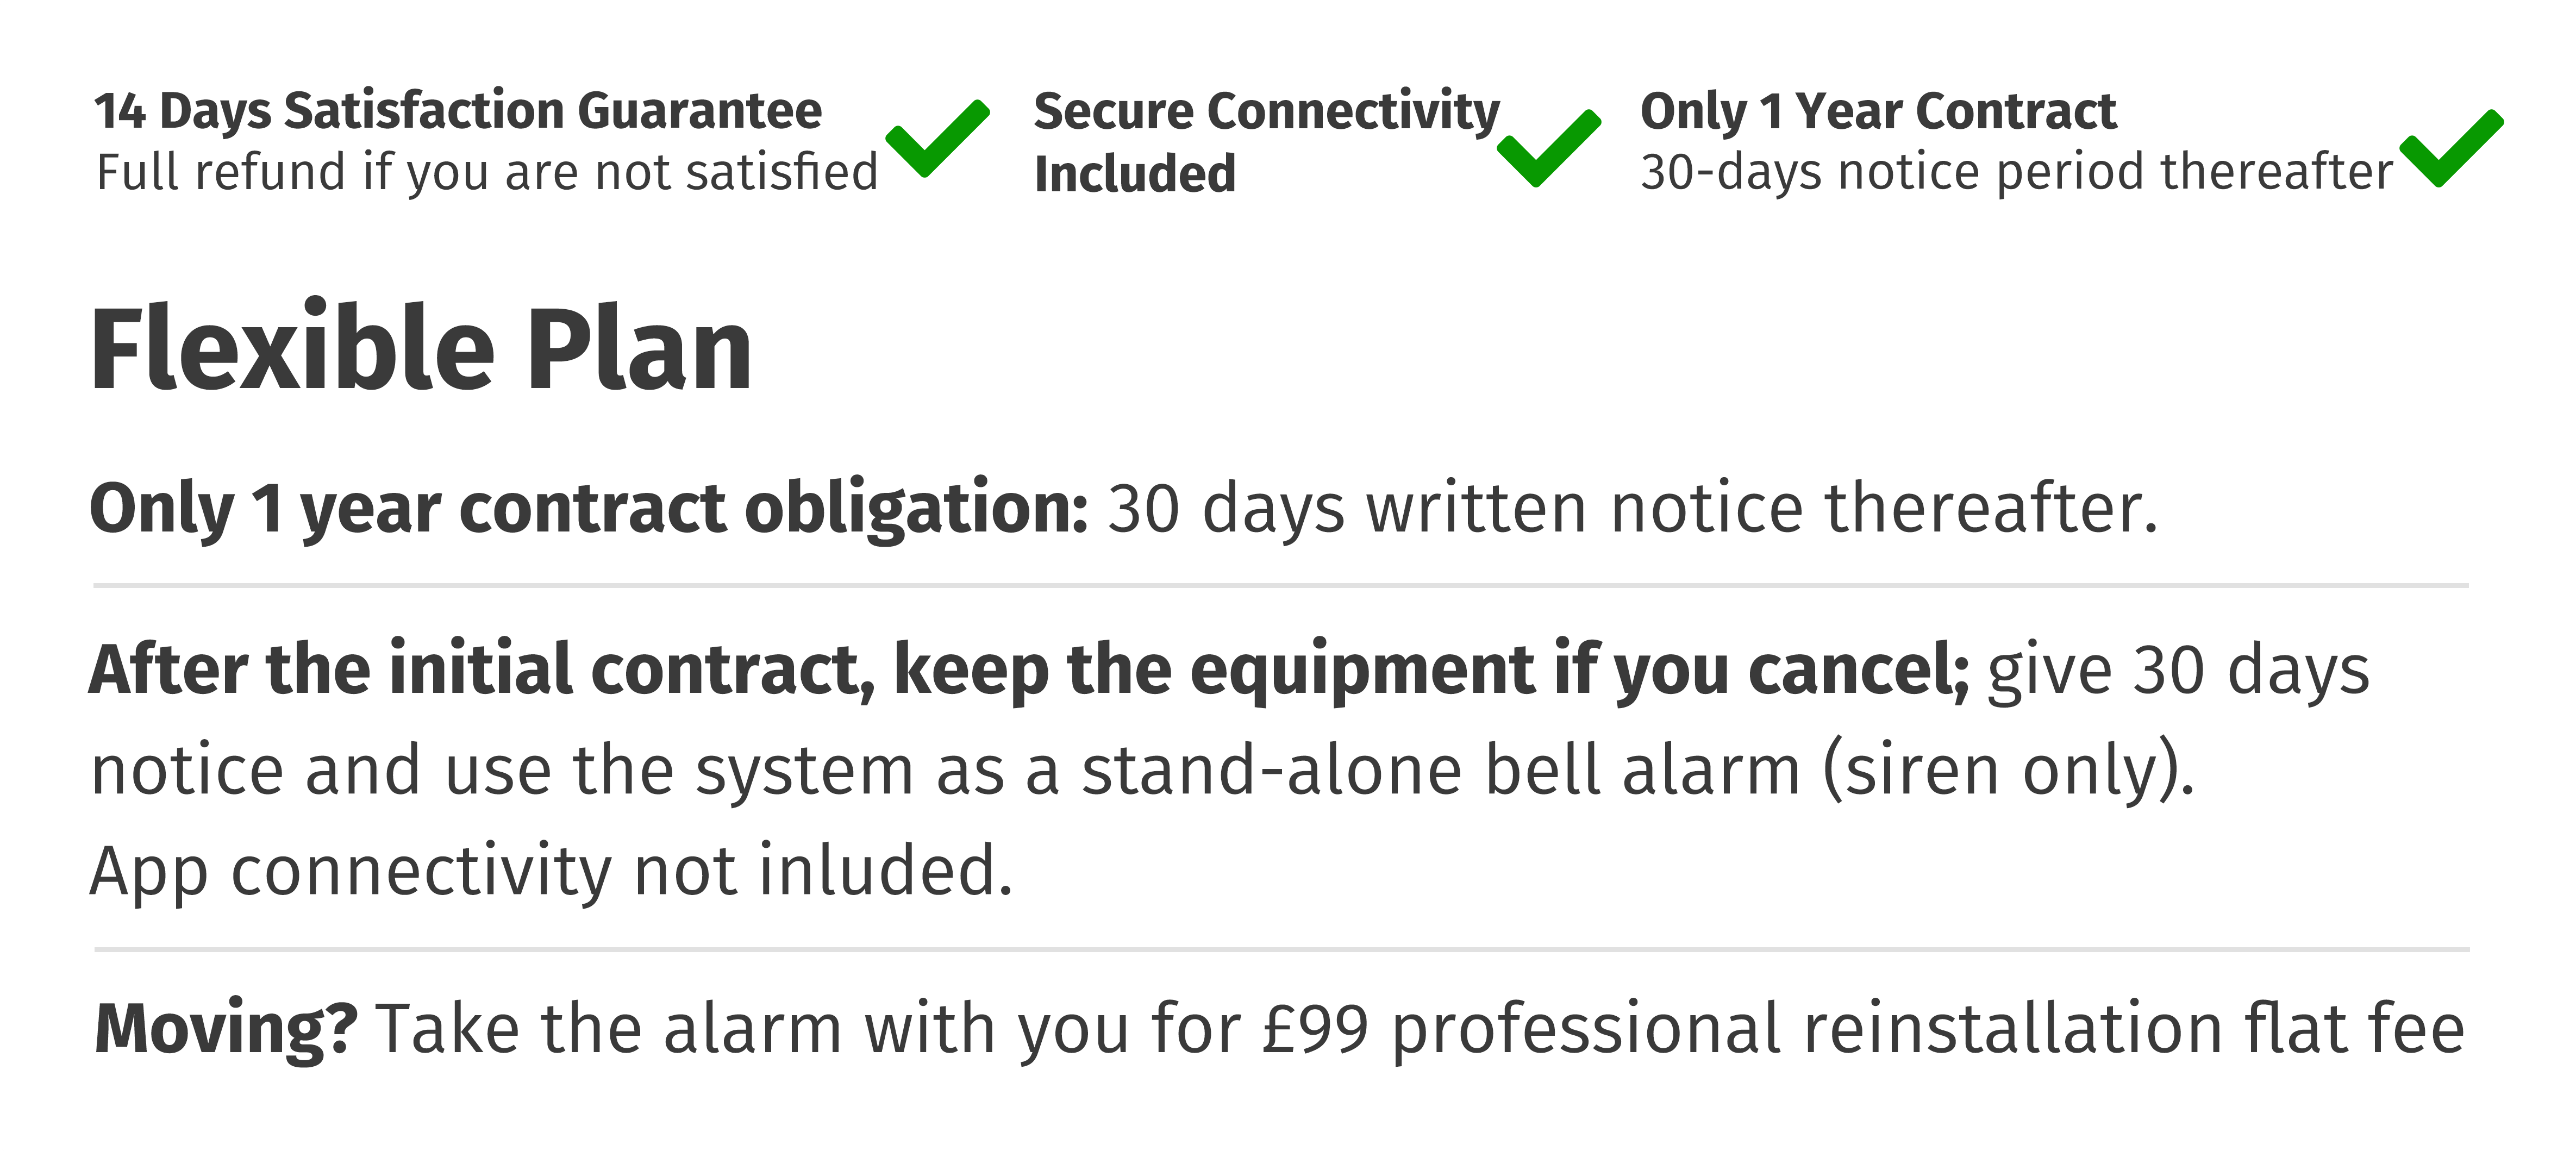 14 Days Satisfaction Guarantee
Full refund if you are not satisfied
Secure Connectivity
Included
Only 1 Year Contract
30-days notice period thereafter
Flexible Plan
Only 1 year contract obligation: 30 days written notice thereafter.
After the initial contract, keep the equipment if you cancel; give 30 days
notice and use the system as a stand-alone bell alarm (siren only).
App connectivity not inluded.
Moving? Take the alarm with you for £99 professional reinstallation flat fee